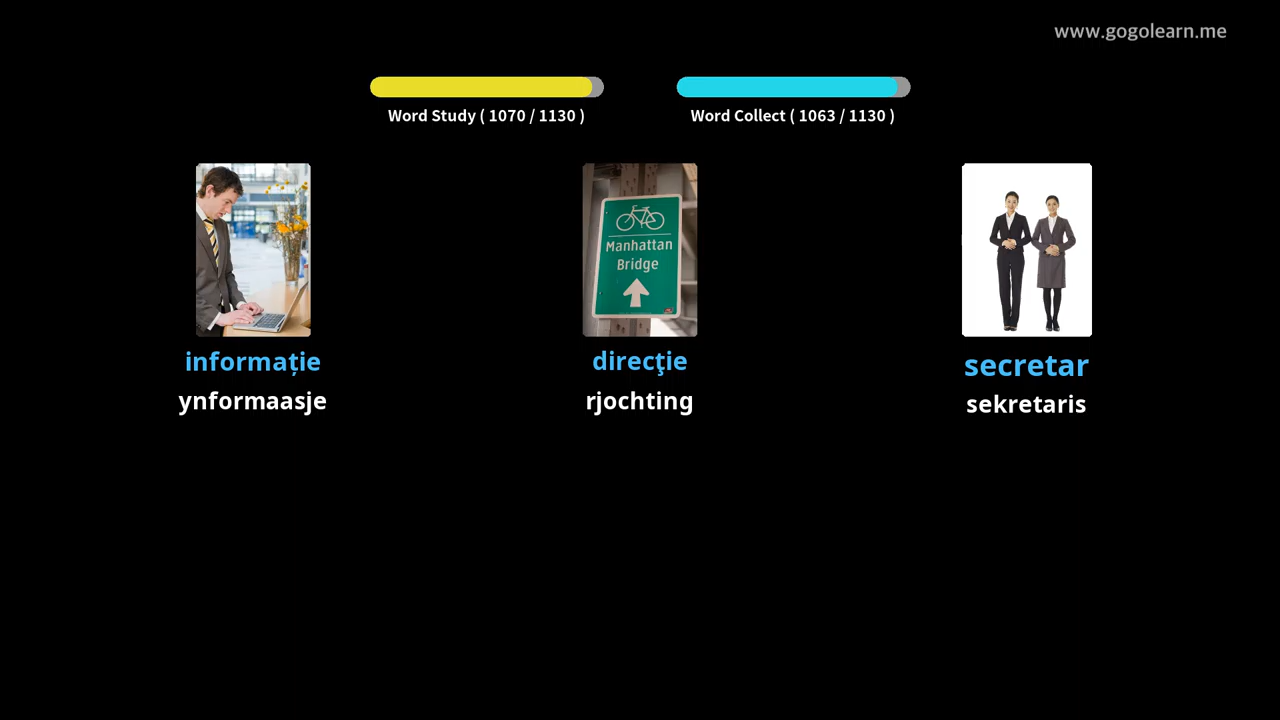 www.gogolearn.me
Word Study ( 1070 / 1130 )
Word Collect ( 1063 / 1130 )
Manhattan
Bridge
informație
direcţie
secretar
ynformaasje
rjochting
sekretaris